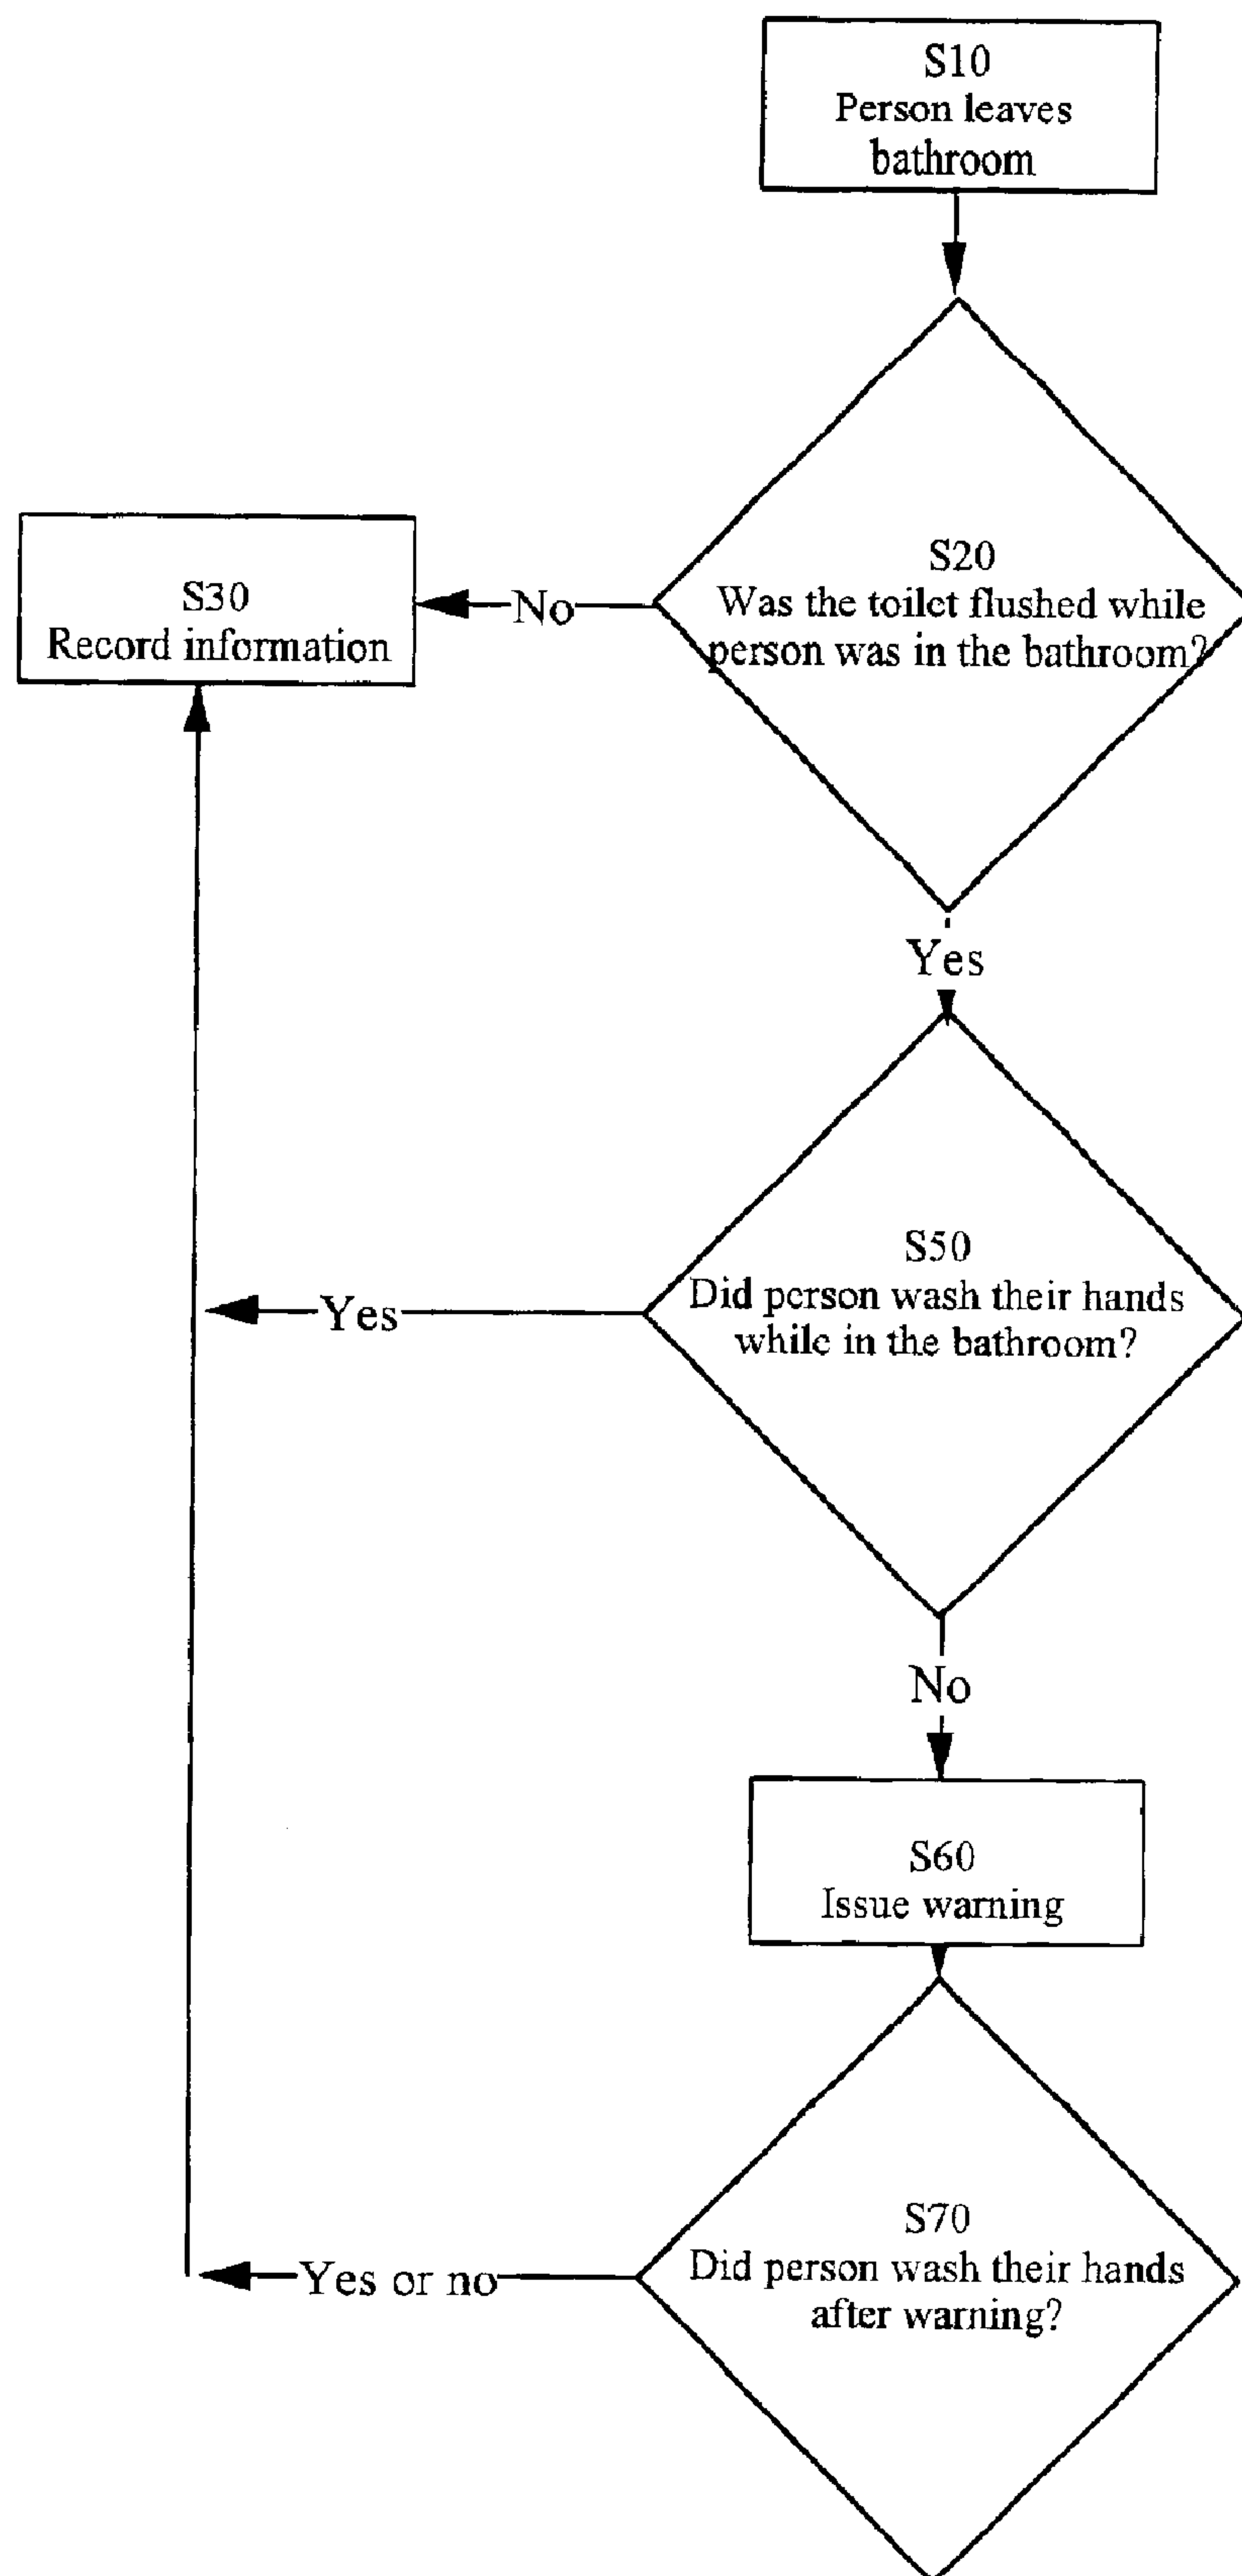 S10
Person leaves
bathroom
S20
Was the toilet flushed while
person was in the bathroom?
No
S30
Record information
Yes
S50
Did person wash their hands
while in the bathroom?
Yes
No
S60
Issue warning
S70
Did person wash their hands
after warning?
Yes or no